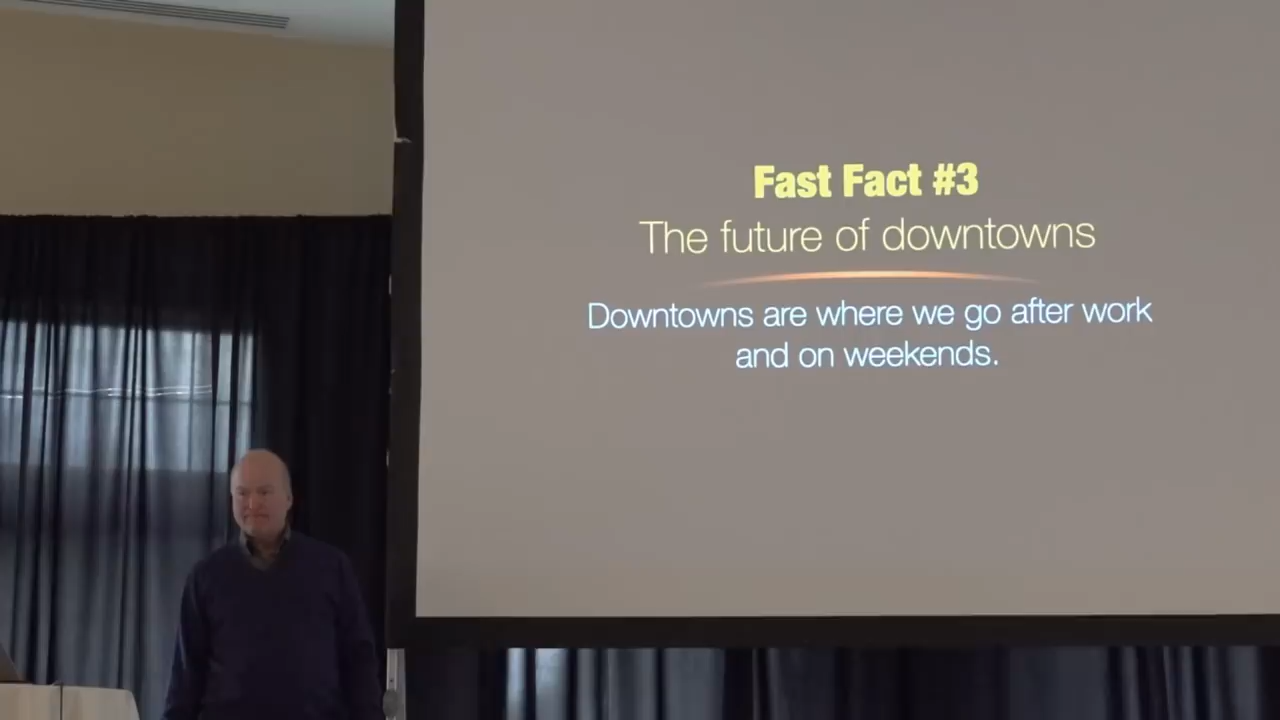 Fast Fact #3
The future of downtowns
Downtowns are where we go after work
and on weekends.